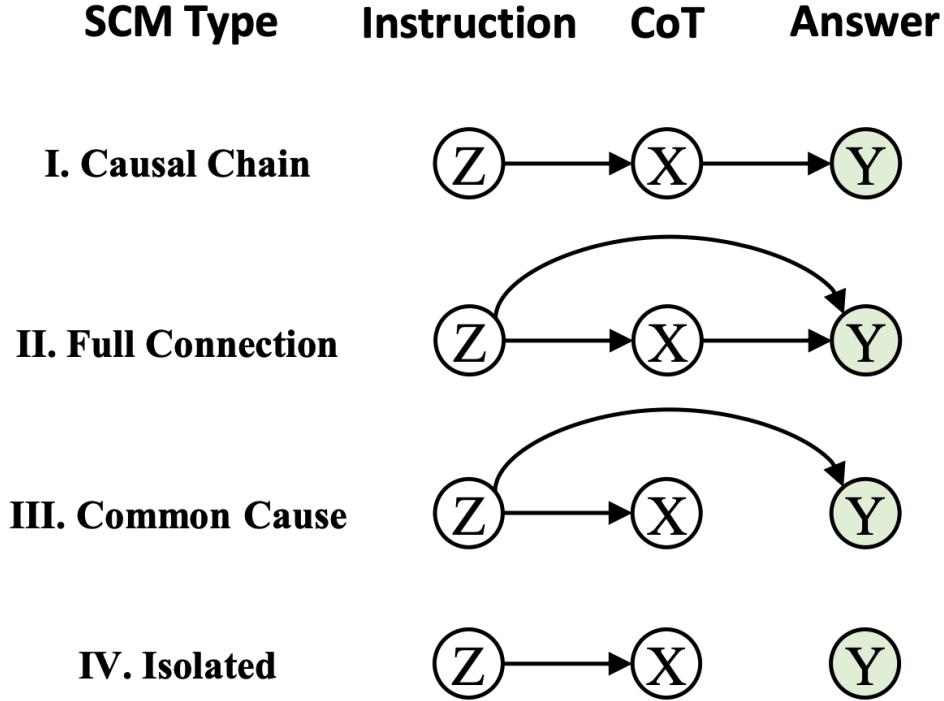 SCM Type Instruction CoT Answer
I. Causal Chain Z X Y
II. Full Connection Z X Y
III. Common Cause Z X Y
IV. Isolated Z X Y